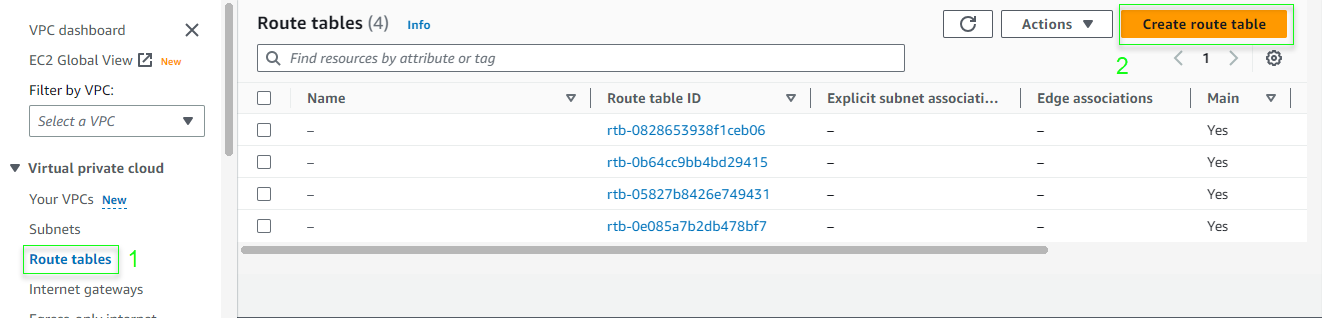 VPC dashboard
EC2 Global View New
Filter by VPC:
Select a VPC
Virtual private cloud
Your VPCs New
Subnets
Route tables 1
Internet gateways
Egress-only internet
Route tables (4) Info
Actions
Create route table
2
Find resources by attribute or tag
1
Name Route table ID Explicit subnet associati... Edge associations Main
– rtb-0828653938f1ceb06 – – Yes
– rtb-0b64cc9bb4bd29415 – – Yes
– rtb-05827b8426e749431 – – Yes
– rtb-0e085a7b2db478bf7 – – Yes